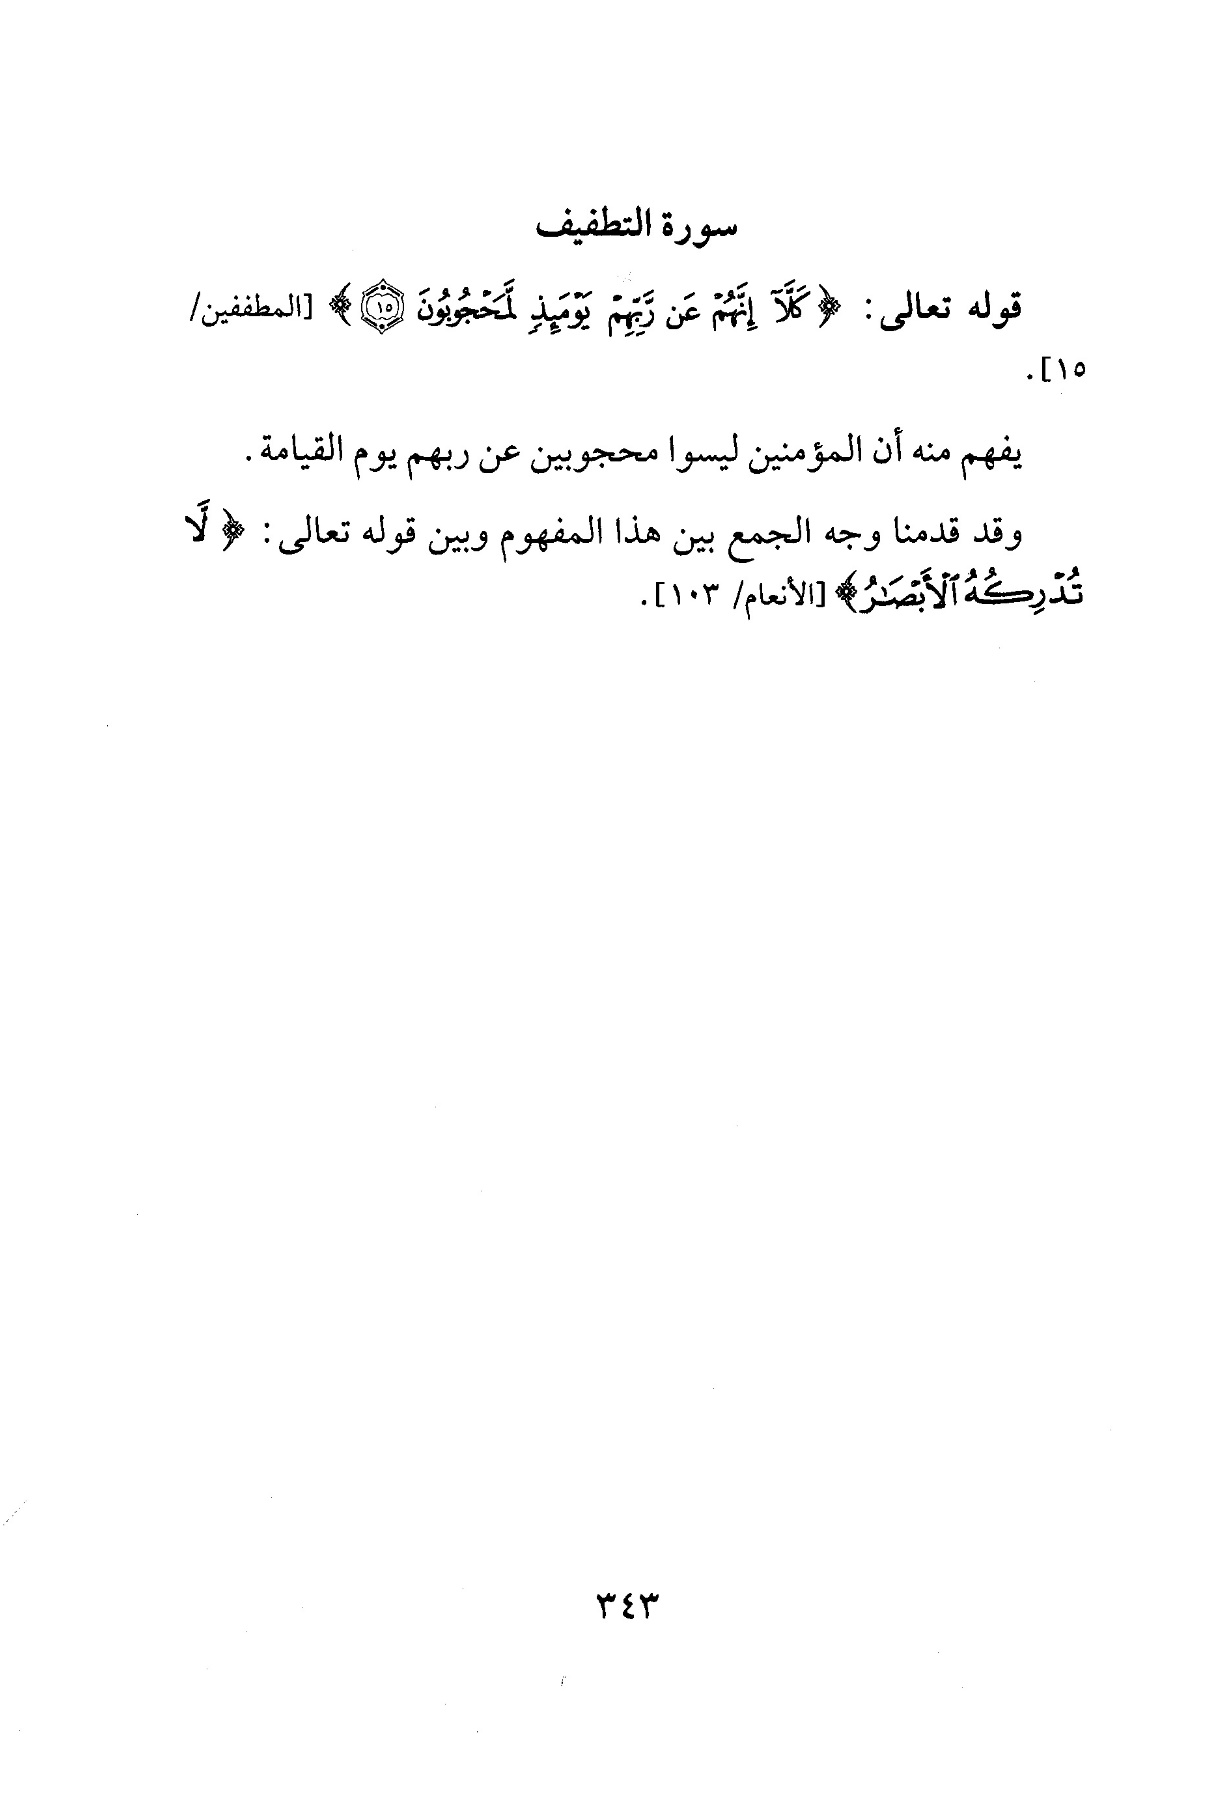 سورة التطفيف
قوله تعالى: ﴿ كَلَّآ إِنَّهُمۡ عَن رَّبِّهِمۡ يَوۡمَئِذٖ لَّمَحۡجُوبُونَ ١٥ ﴾ [المطففين/
١٥].
يفهم منه أن المؤمنين ليسوا محجوبين عن ربهم يوم القيامة.
وقد قدمنا وجه الجمع بين هذا المفهوم وبين قوله تعالى: ﴿ لَّا
تُدۡرِكُهُ ٱلۡأَبۡصَٰرُ﴾ [الأنعام/ ١٠٣].
٣٤٣